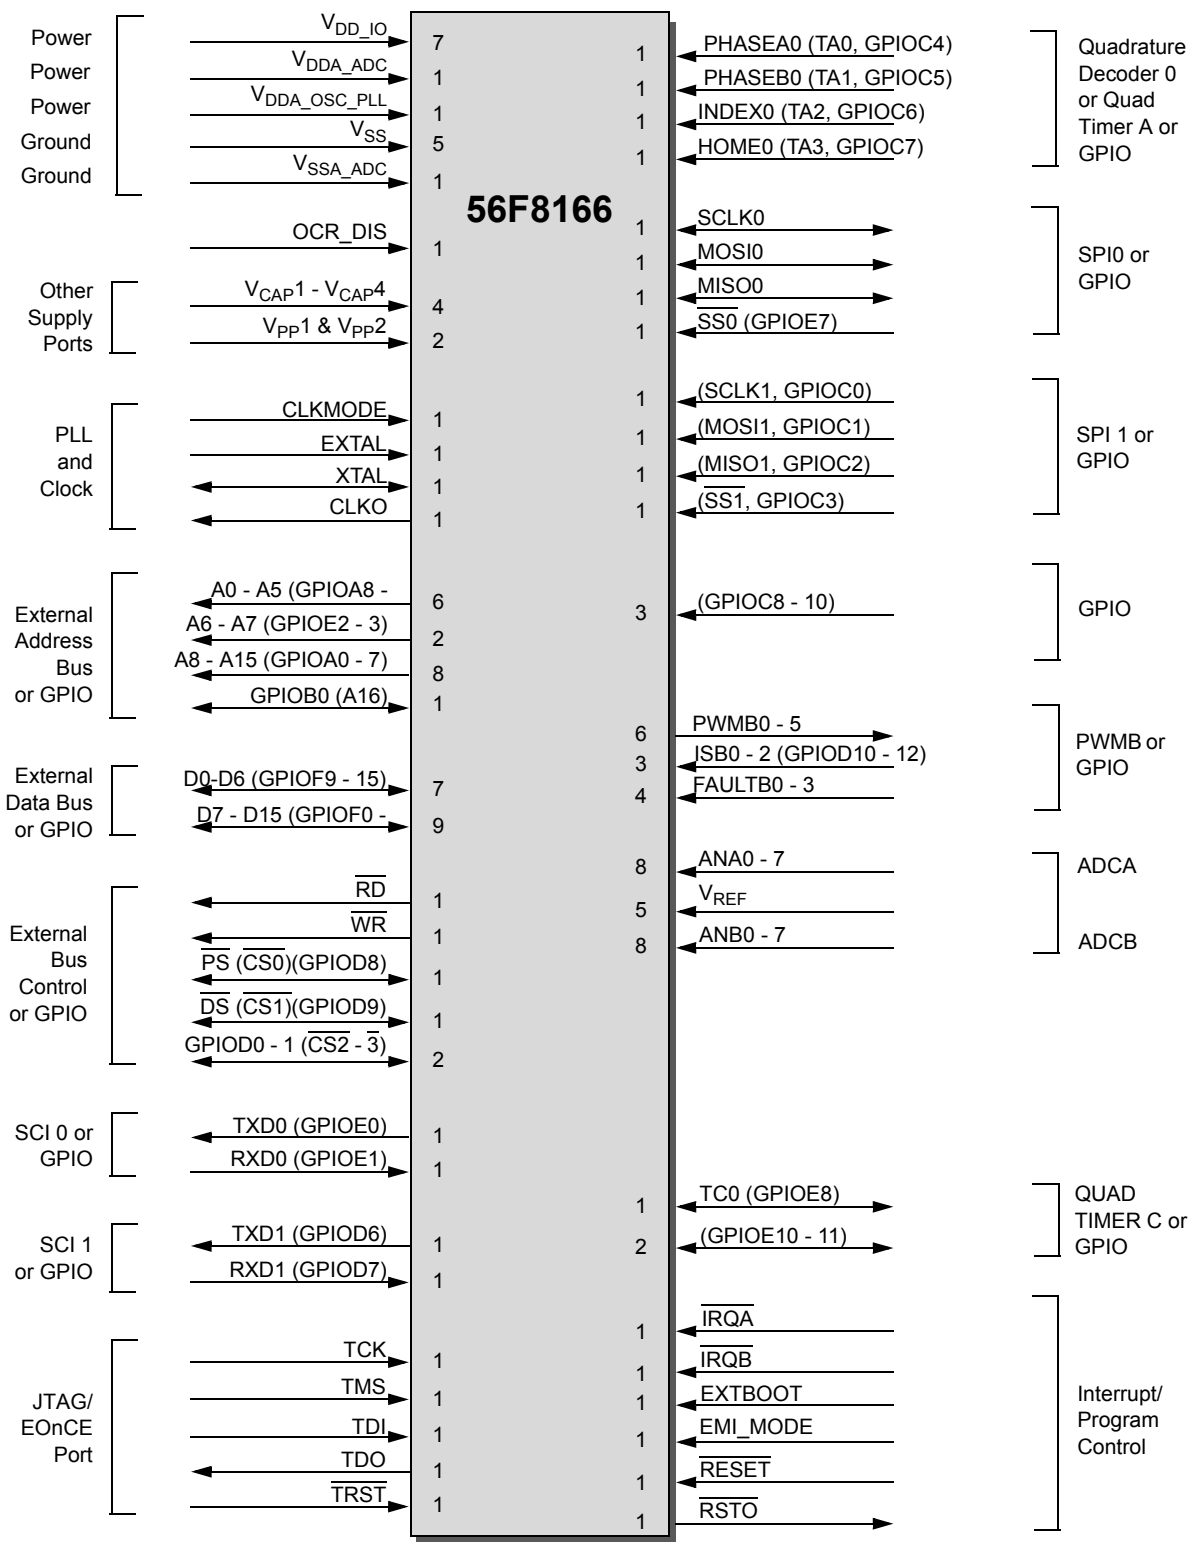 56F8166
Power
Power
Power
Ground
Ground
VDD_IO 7
VDDA_ADC 1
VDDA_OSC_PLL 1
VSS 5
VSSA_ADC 1
OCR_DIS 1
Other
Supply
Ports
VCAP1 - VCAP4 4
VPP1 & VPP2 2
PLL
and
Clock
CLKMODE 1
EXTAL 1
XTAL 1
CLKO 1
External
Address
Bus
or GPIO
A0 - A5 (GPIOA8 - 6
A6 - A7 (GPIOE2 - 3) 2
A8 - A15 (GPIOA0 - 7) 8
GPIOB0 (A16) 1
External
Data Bus
or GPIO
D0-D6 (GPIOF9 - 15) 7
D7 - D15 (GPIOF0 - 9
External
Bus
Control
or GPIO
RD 1
WR 1
PS (CS0)(GPIOD8) 1
DS (CS1)(GPIOD9) 1
GPIOD0 - 1 (CS2 - 3) 2
SCI 0 or
GPIO
TXD0 (GPIOE0) 1
RXD0 (GPIOE1) 1
SCI 1
or GPIO
TXD1 (GPIOD6) 1
RXD1 (GPIOD7) 1
JTAG/
EOnCE
Port
TCK 1
TMS 1
TDI 1
TDO 1
TRST 1
1 PHASEA0 (TA0, GPIOC4)
1 PHASEB0 (TA1, GPIOC5)
1 INDEX0 (TA2, GPIOC6)
1 HOME0 (TA3, GPIOC7)
Quadrature
Decoder 0
or Quad
Timer A or
GPIO
1 SCLK0
1 MOSI0
1 MISO0
1 SS0 (GPIOE7)
SPI0 or
GPIO
1 (SCLK1, GPIOC0)
1 (MOSI1, GPIOC1)
1 (MISO1, GPIOC2)
1 (SS1, GPIOC3)
SPI 1 or
GPIO
3 (GPIOC8 - 10)
GPIO
6 PWMB0 - 5
3 ISB0 - 2 (GPIOD10 - 12)
4 FAULTB0 - 3
PWMB or
GPIO
8 ANA0 - 7
5 VREF
8 ANB0 - 7
ADCA
ADCB
1 TC0 (GPIOE8)
2 (GPIOE10 - 11)
QUAD
TIMER C or
GPIO
1 IRQA
1 IRQB
1 EXTBOOT
1 EMI_MODE
1 RESET
1 RSTO
Interrupt/
Program
Control